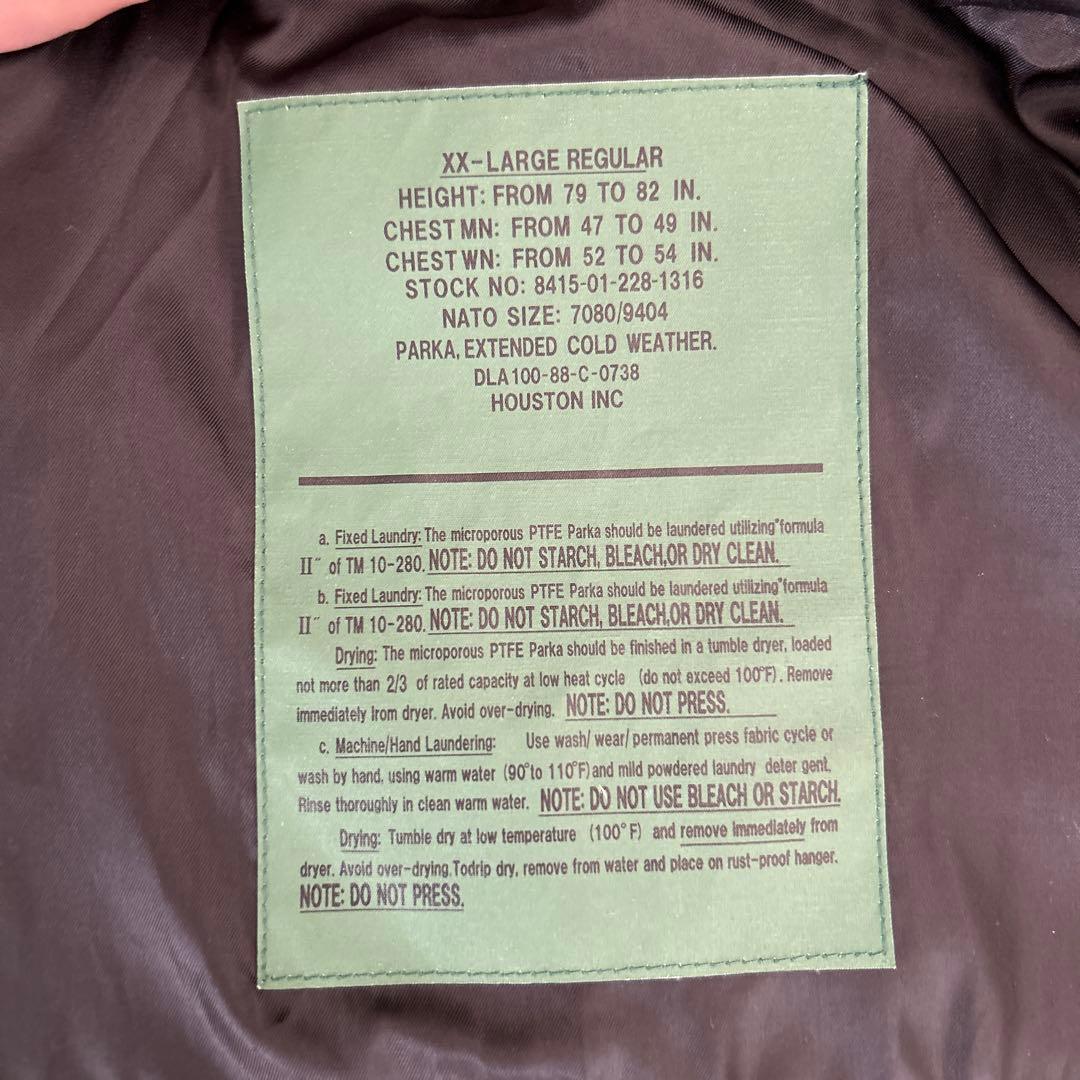 XX-LARGE REGULAR
HEIGHT: FROM 79 TO 82 IN.
CHEST MN: FROM 47 TO 49 IN.
CHEST WN: FROM 52 TO 54 IN.
STOCK NO: 8415-01-228-1316
NATO SIZE: 7080/9404
PARKA, EXTENDED COLD WEATHER.
DLA100-88-C-0738
HOUSTON INC
a. Fixed Laundry: The microporous PTFE Parka should be laundered utilizing"formula
II" of TM 10-280. NOTE: DO NOT STARCH, BLEACH,OR DRY CLEAN.
b. Fixed Laundry: The microporous PTFE Parka should be laundered utilizing"formula
II" of TM 10-280. NOTE: DO NOT STARCH, BLEACH,OR DRY CLEAN.
Drying: The microporous PTFE Parka should be finished in a tumble dryer, loaded
not more than 2/3 of rated capacity at low heat cycle (do not exceed 100°F). Remove
immediately Irom dryer. Avoid over-drying. NOTE: DO NOT PRESS.
c. Machine/Hand Laundering: Use wash/ wear/ permanent press fabric cycle or
wash by hand, using warm water (90°to 110°F)and mild powdered laundry deter gent.
Rinse thoroughly in clean warm water. NOTE: DO NOT USE BLEACH OR STARCH.
Drying: Tumble dry at low temperature (100°F) and remove immediately from
dryer. Avoid over-drying.Todrip dry, remove from water and place on rust-proof hanger.
NOTE: DO NOT PRESS.